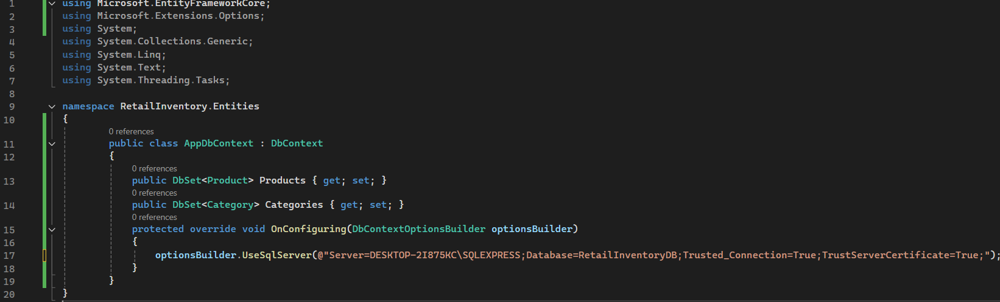 1 using Microsoft.EntityFrameworkCore;
2 using Microsoft.Extensions.Options;
3 using System;
4 using System.Collections.Generic;
5 using System.Linq;
6 using System.Text;
7 using System.Threading.Tasks;
8
9 namespace RetailInventory.Entities
10 {
0 references
11 public class AppDbContext : DbContext
12 {
0 references
13 public DbSet<Product> Products { get; set; }
0 references
14 public DbSet<Category> Categories { get; set; }
0 references
15 protected override void OnConfiguring(DbContextOptionsBuilder optionsBuilder)
16 {
17 optionsBuilder.UseSqlServer(@"Server=DESKTOP-2I875KC\SQLEXPRESS;Database=RetailInventoryDB;Trusted_Connection=True;TrustServerCertificate=True;");
18 }
19 }
20 }